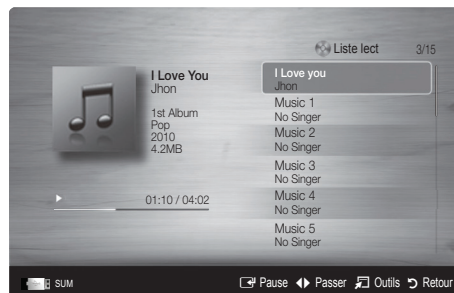 Liste lect 3/15
I Love You
Jhon
1st Album
Pop
2010
4.2MB
01:10 / 04:02
I Love you
Jhon
Music 1
No Singer
Music 2
No Singer
Music 3
No Singer
Music 4
No Singer
Music 5
No Singer
SUM Pause Passer Outils Retour